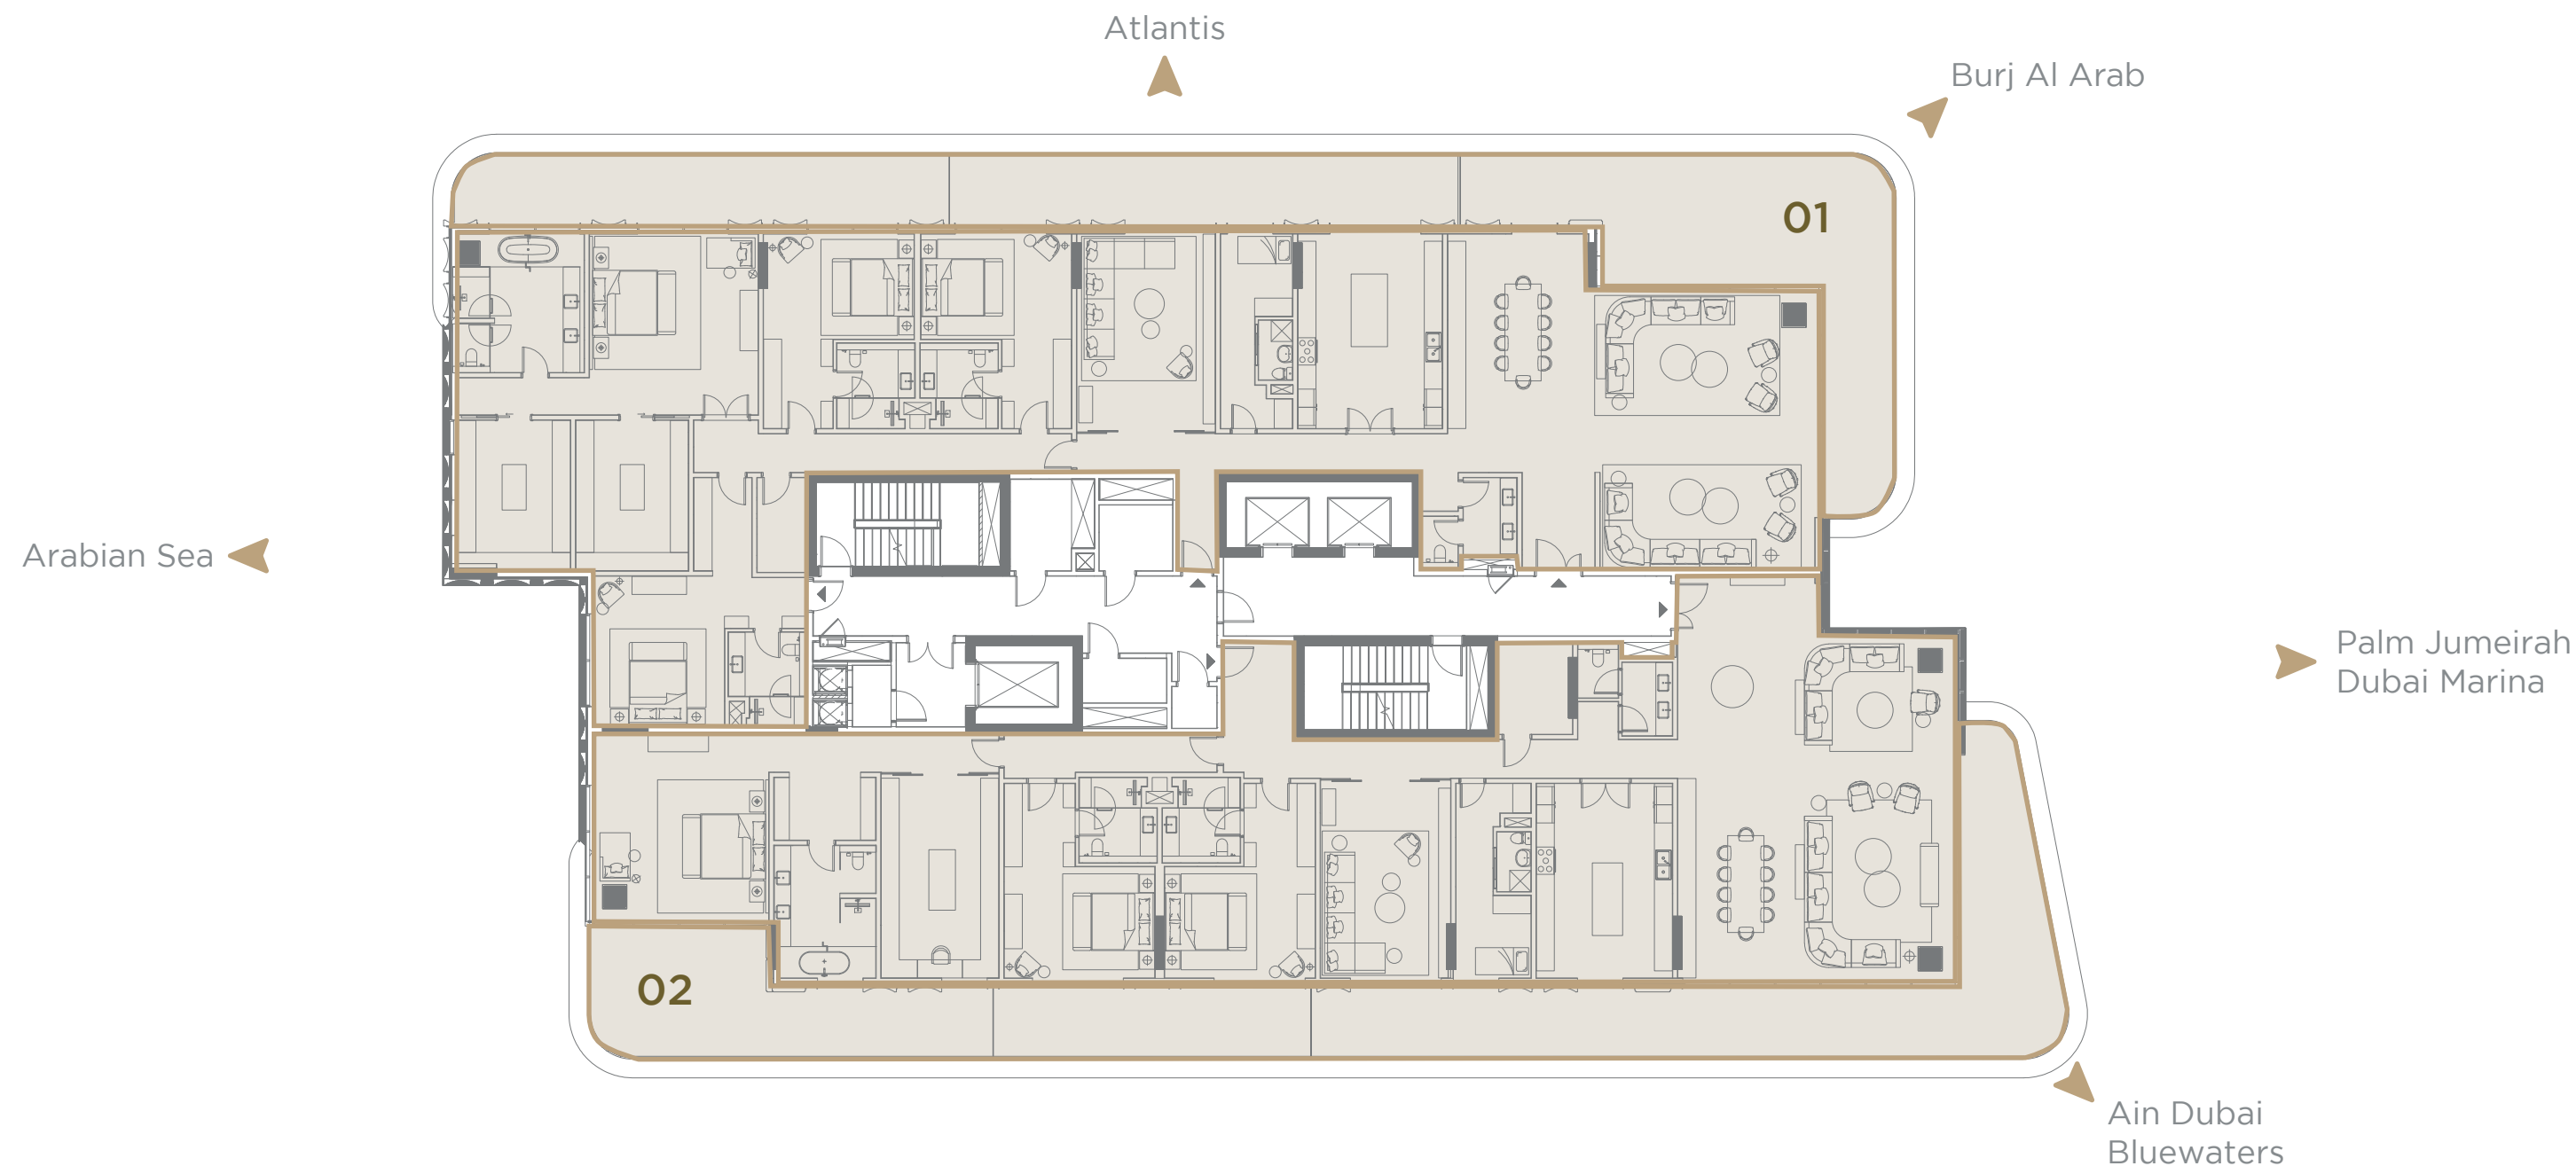 Atlantis
Burj Al Arab
01
Arabian Sea
Palm Jumeirah
Dubai Marina
02
Ain Dubai
Bluewaters